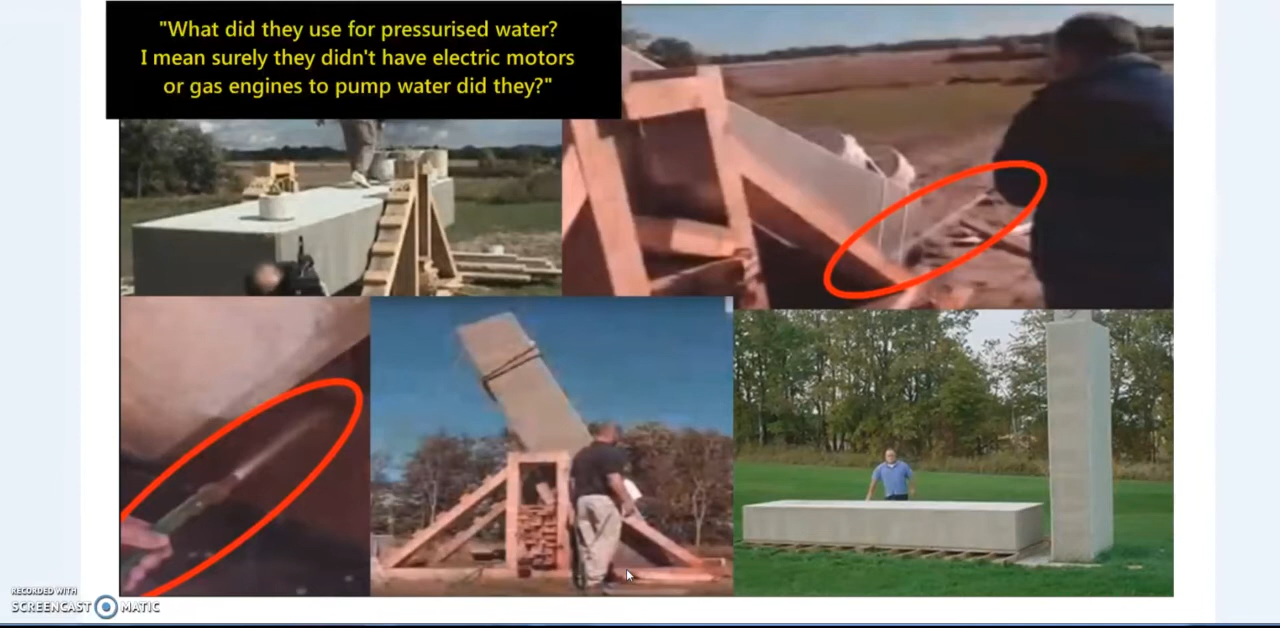 "What did they use for pressurised water?
I mean surely they didn't have electric motors
or gas engines to pump water did they?"
RECORDED WITH
SCREENCAST MATIC